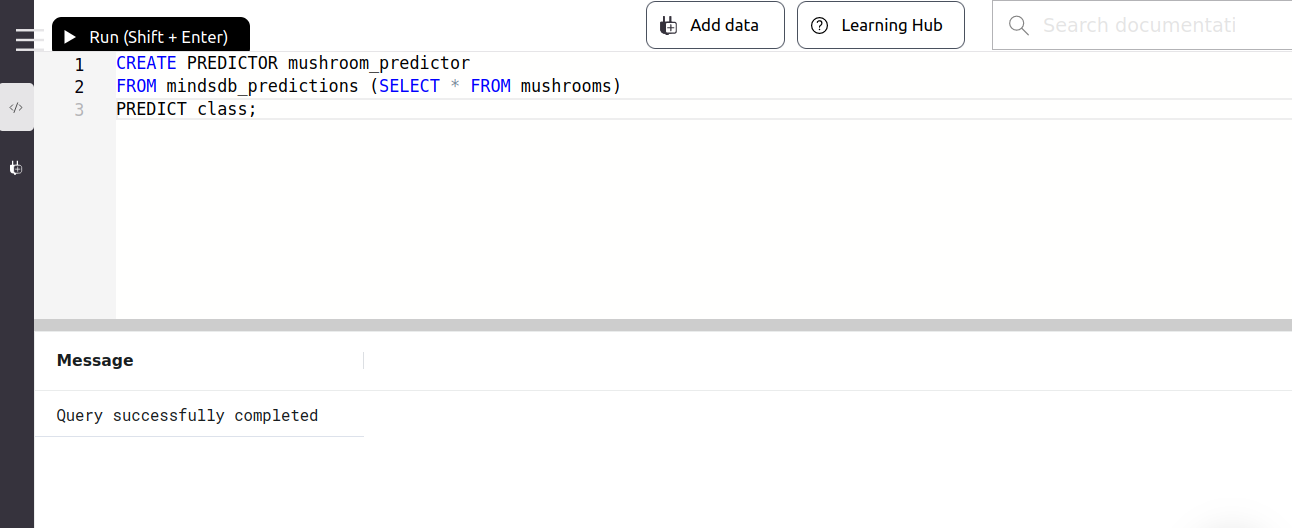 Run (Shift + Enter)
Add data
Learning Hub
Search documentati
1 CREATE PREDICTOR mushroom_predictor
2 FROM mindsdb_predictions (SELECT * FROM mushrooms)
3 PREDICT class;
Message
Query successfully completed